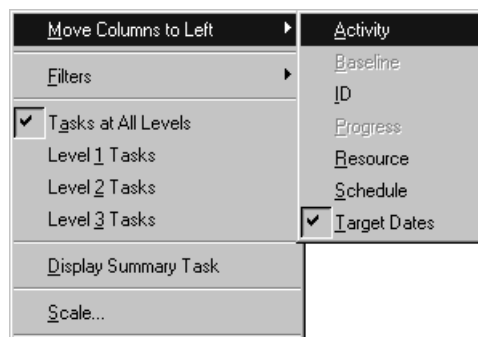 Move Columns to Left
Filters
Tasks at All Levels
Level 1 Tasks
Level 2 Tasks
Level 3 Tasks
Display Summary Task
Scale...
Activity
Baseline
ID
Progress
Resource
Schedule
Target Dates